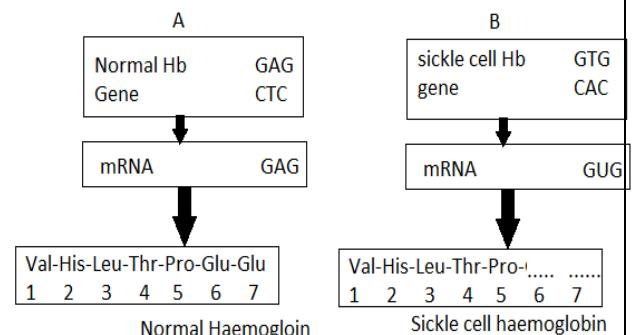 A
Normal Hb GAG
Gene CTC
mRNA GAG
Val-His-Leu-Thr-Pro-Glu-Glu
1 2 3 4 5 6 7
Normal Haemogloin
B
sickle cell Hb GTG
gene CAC
mRNA GUG
Val-His-Leu-Thr-Pro-..... ......
1 2 3 4 5 6 7
Sickle cell haemoglobin